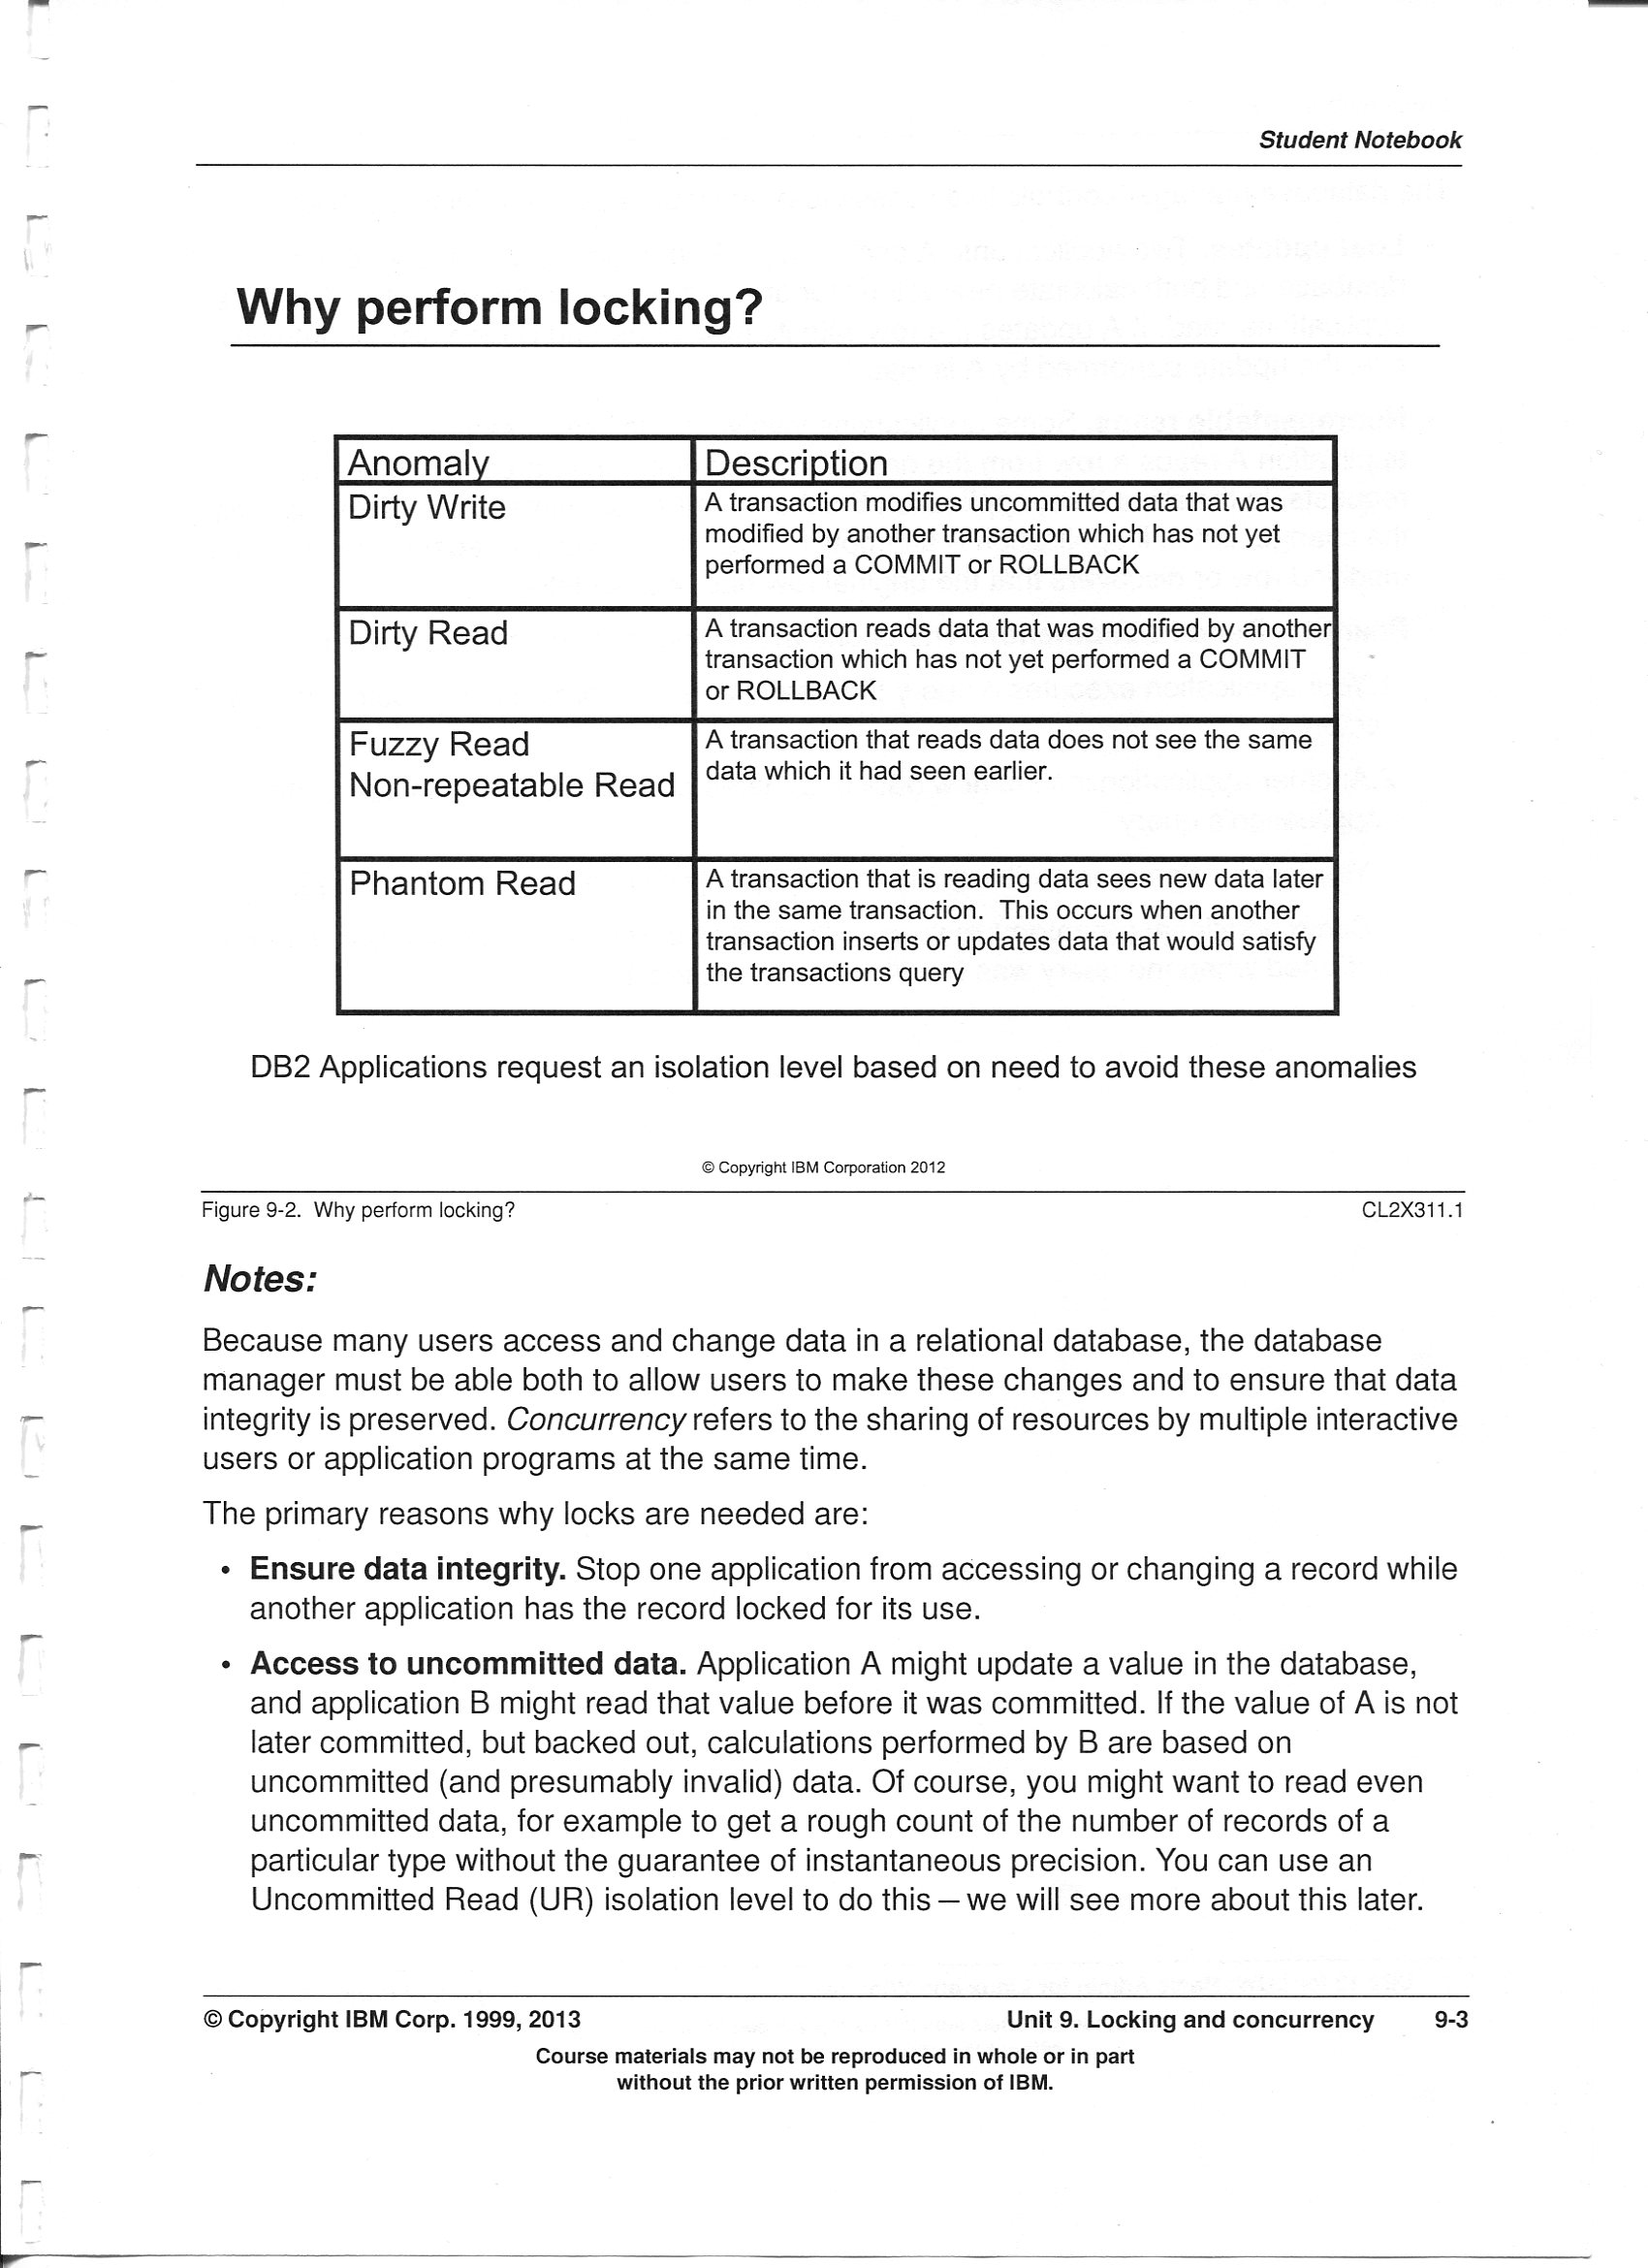 Student Notebook
Why perform locking?
Anomaly
Description
Dirty Write
A transaction modifies uncommitted data that was
modified by another transaction which has not yet
performed a COMMIT or ROLLBACK
Dirty Read
A transaction reads data that was modified by another
transaction which has not yet performed a COMMIT
or ROLLBACK
Fuzzy Read
Non-repeatable Read
A transaction that reads data does not see the same
data which it had seen earlier.
Phantom Read
A transaction that is reading data sees new data later
in the same transaction. This occurs when another
transaction inserts or updates data that would satisfy
the transactions query
DB2 Applications request an isolation level based on need to avoid these anomalies
© Copyright IBM Corporation 2012
Figure 9-2. Why perform locking?
CL2X311.1
Notes:
Because many users access and change data in a relational database, the database
manager must be able both to allow users to make these changes and to ensure that data
integrity is preserved. Concurrency refers to the sharing of resources by multiple interactive
users or application programs at the same time.
The primary reasons why locks are needed are:
• Ensure data integrity. Stop one application from accessing or changing a record while
another application has the record locked for its use.
• Access to uncommitted data. Application A might update a value in the database,
and application B might read that value before it was committed. If the value of A is not
later committed, but backed out, calculations performed by B are based on
uncommitted (and presumably invalid) data. Of course, you might want to read even
uncommitted data, for example to get a rough count of the number of records of a
particular type without the guarantee of instantaneous precision. You can use an
Uncommitted Read (UR) isolation level to do this – we will see more about this later.
© Copyright IBM Corp. 1999, 2013
Unit 9. Locking and concurrency
9-3
Course materials may not be reproduced in whole or in part
without the prior written permission of IBM.